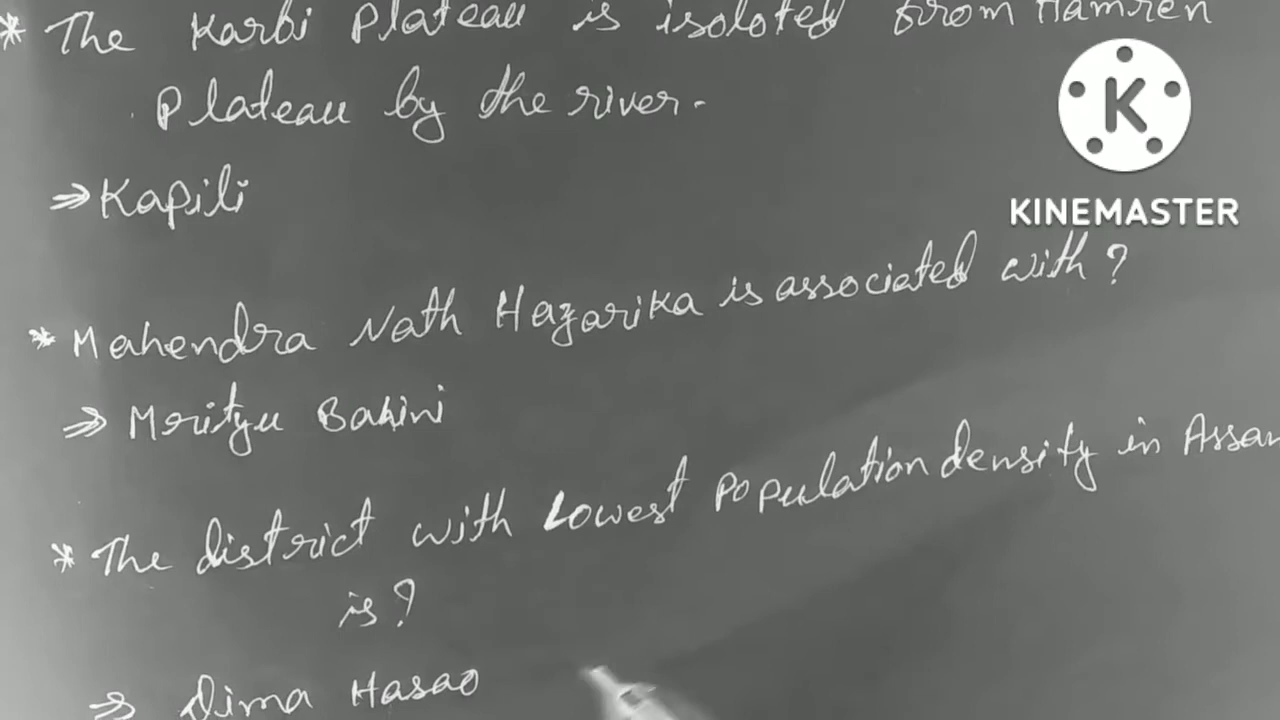 * The Karbi Plateau is isoloted from Hamren
Plateau by the river.
⇒ Kapili
KINEMASTER
* Mahendra Nath Hazarika is associated with?
⇒ Mrityu Bahini
* The district with Lowest Population density in Assam
is?
⇒ Dima Hasao